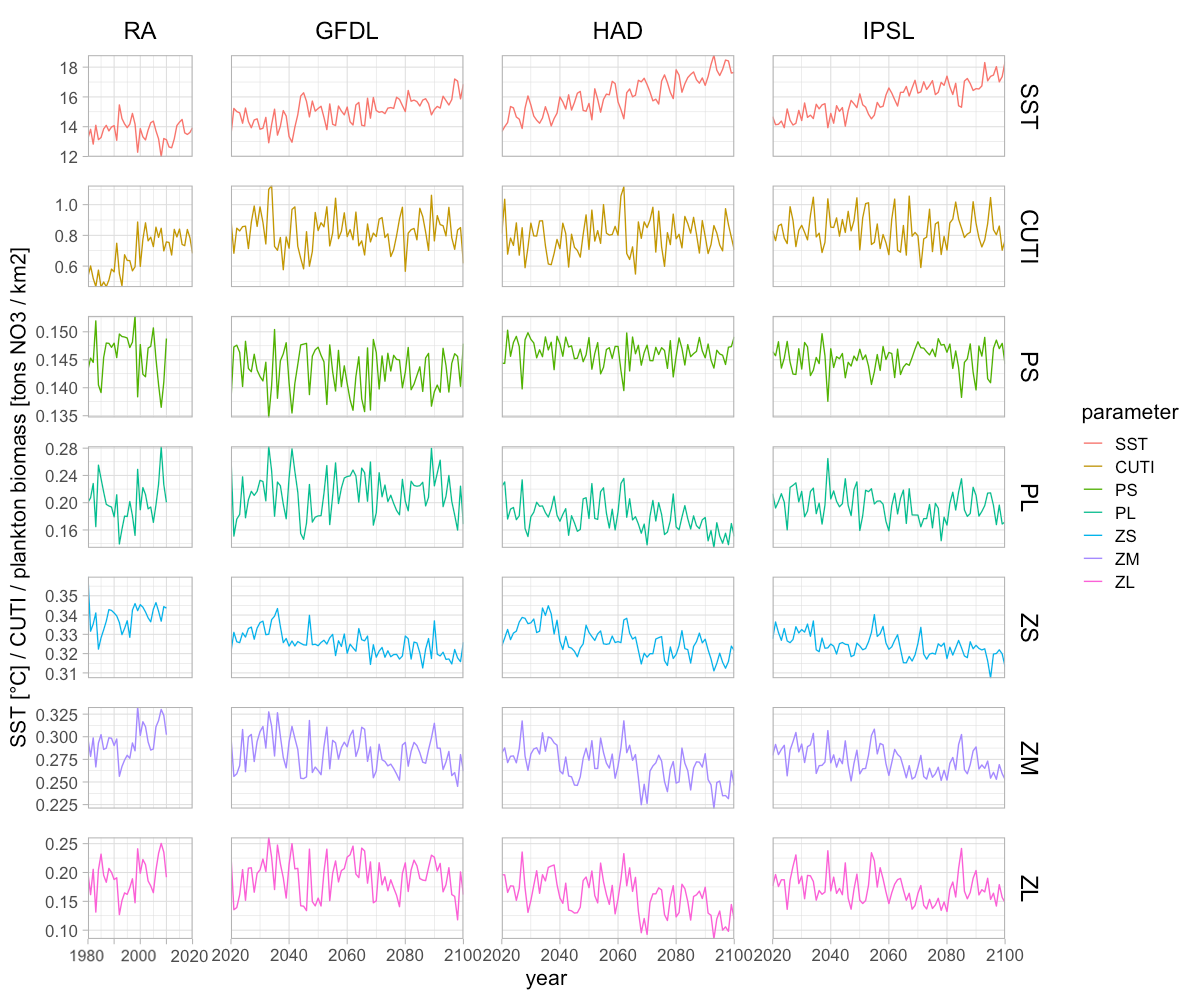 RA GFDL HAD IPSL
18
16
14
12
SST
1.0
0.8
0.6
CUTI
0.150
0.145
0.140
0.135
PS
0.28
0.24
0.20
0.16
PL
0.35
0.34
0.33
0.32
0.31
ZS
0.325
0.300
0.275
0.250
0.225
ZM
0.25
0.20
0.15
0.10
ZL
1980 2000 2020 2020 2040 2060 2080 2100 2020 2040 2060 2080 2100 2020 2040 2060 2080 2100
year
SST [°C] / CUTI / plankton biomass [tons NO3 / km2]
parameter
SST
CUTI
PS
PL
ZS
ZM
ZL